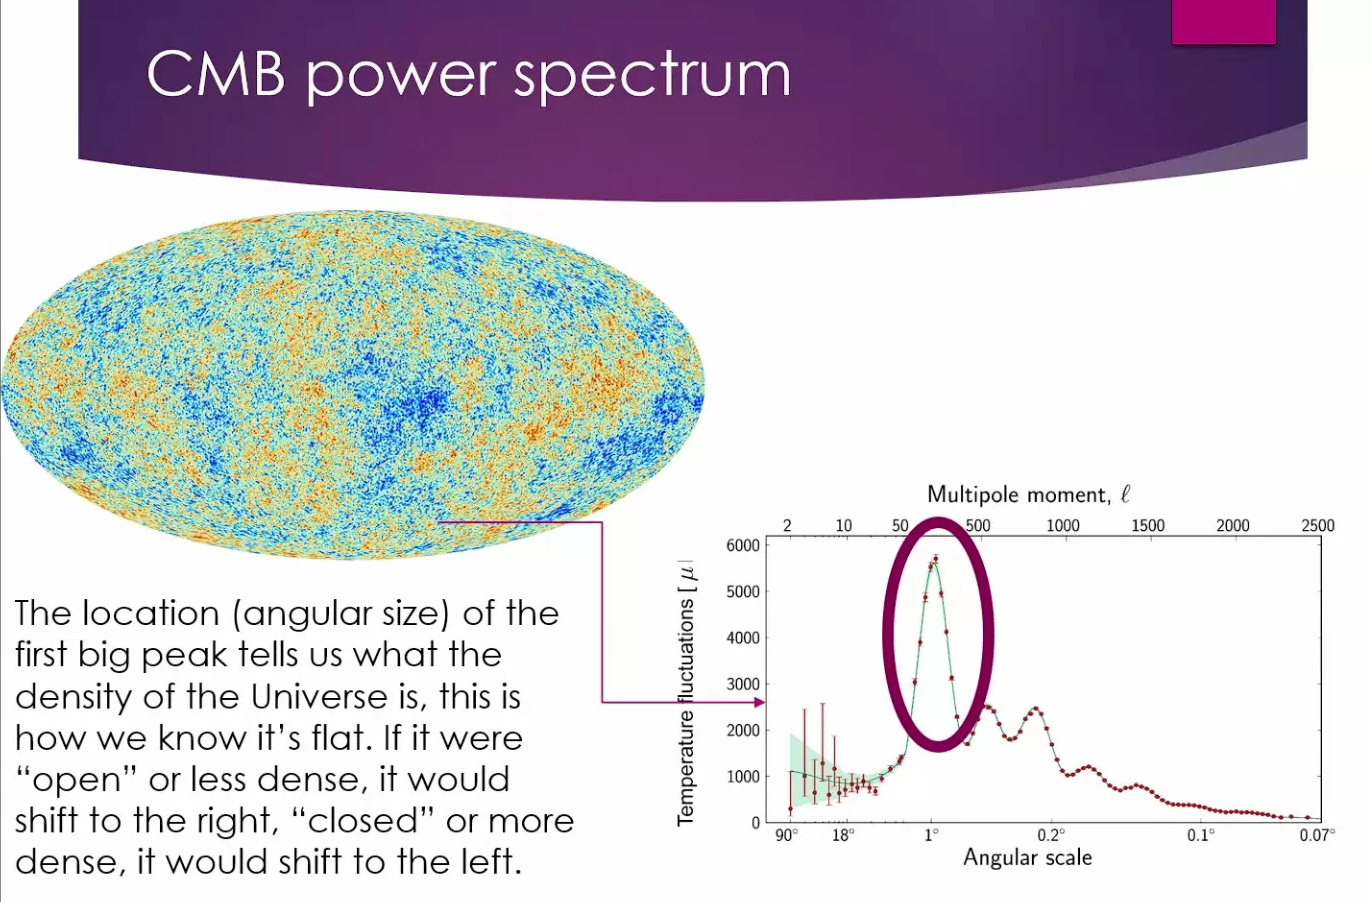 CMB power spectrum
The location (angular size) of the
first big peak tells us what the
density of the Universe is, this is
how we know it’s flat. If it were
“open” or less dense, it would
shift to the right, “closed” or more
dense, it would shift to the left.
Multipole moment, ℓ
2 10 50 500 1000 1500 2000 2500
Temperature fluctuations [ μ
6000
5000
4000
3000
2000
1000
0
90° 18° 1° 0.2° 0.1° 0.07°
Angular scale